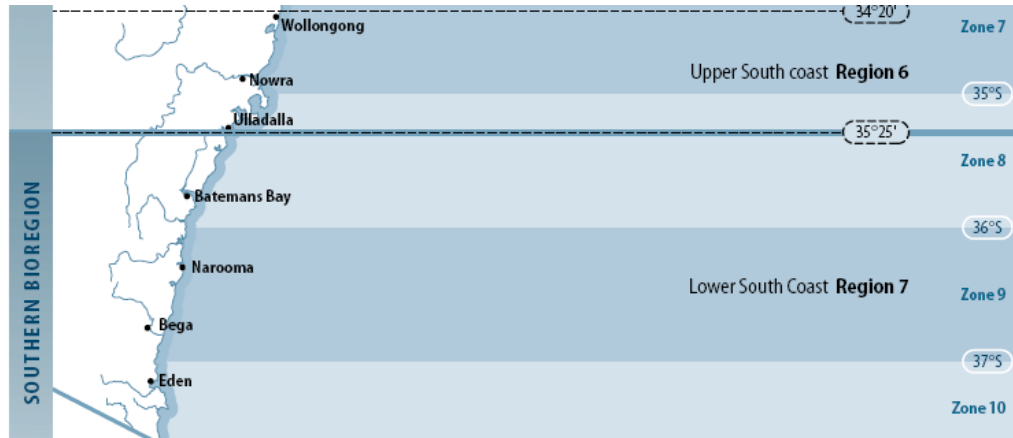 34°20'
Wollongong
Zone 7
Upper South coast Region 6
Nowra
35°S
Ulladalla
35°25'
Zone 8
Batemans Bay
36°S
Narooma
Lower South Coast Region 7
Zone 9
Bega
37°S
Eden
Zone 10
SOUTHERN BIOREGION